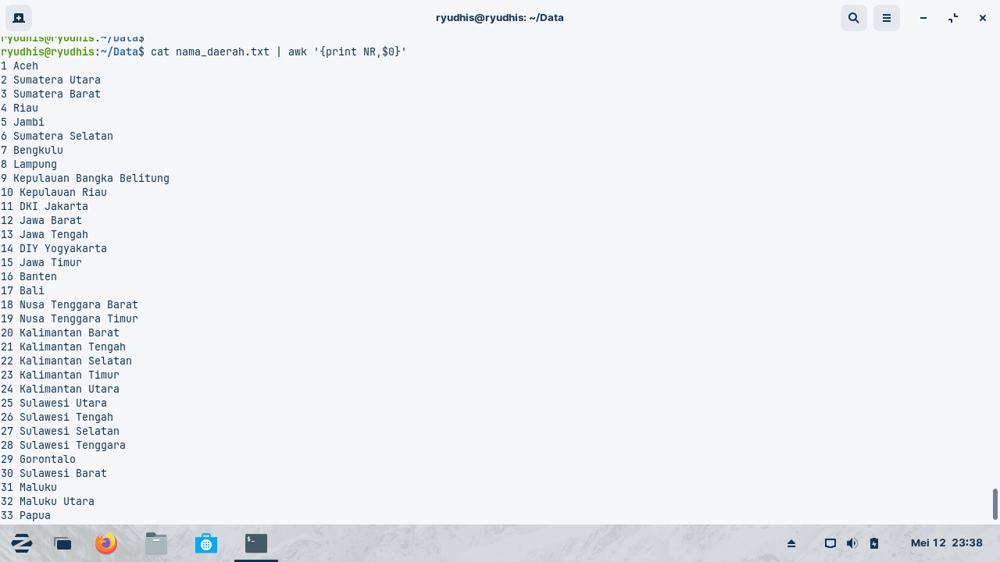 ryudhis@ryudhis: ~/Data
ryudhis@ryudhis:~/Data$
ryudhis@ryudhis:~/Data$ cat nama_daerah.txt | awk '{print NR,$0}'
1 Aceh
2 Sumatera Utara
3 Sumatera Barat
4 Riau
5 Jambi
6 Sumatera Selatan
7 Bengkulu
8 Lampung
9 Kepulauan Bangka Belitung
10 Kepulauan Riau
11 DKI Jakarta
12 Jawa Barat
13 Jawa Tengah
14 DIY Yogyakarta
15 Jawa Timur
16 Banten
17 Bali
18 Nusa Tenggara Barat
19 Nusa Tenggara Timur
20 Kalimantan Barat
21 Kalimantan Tengah
22 Kalimantan Selatan
23 Kalimantan Timur
24 Kalimantan Utara
25 Sulawesi Utara
26 Sulawesi Tengah
27 Sulawesi Selatan
28 Sulawesi Tenggara
29 Gorontalo
30 Sulawesi Barat
31 Maluku
32 Maluku Utara
33 Papua
$_
Mei 12 23:38